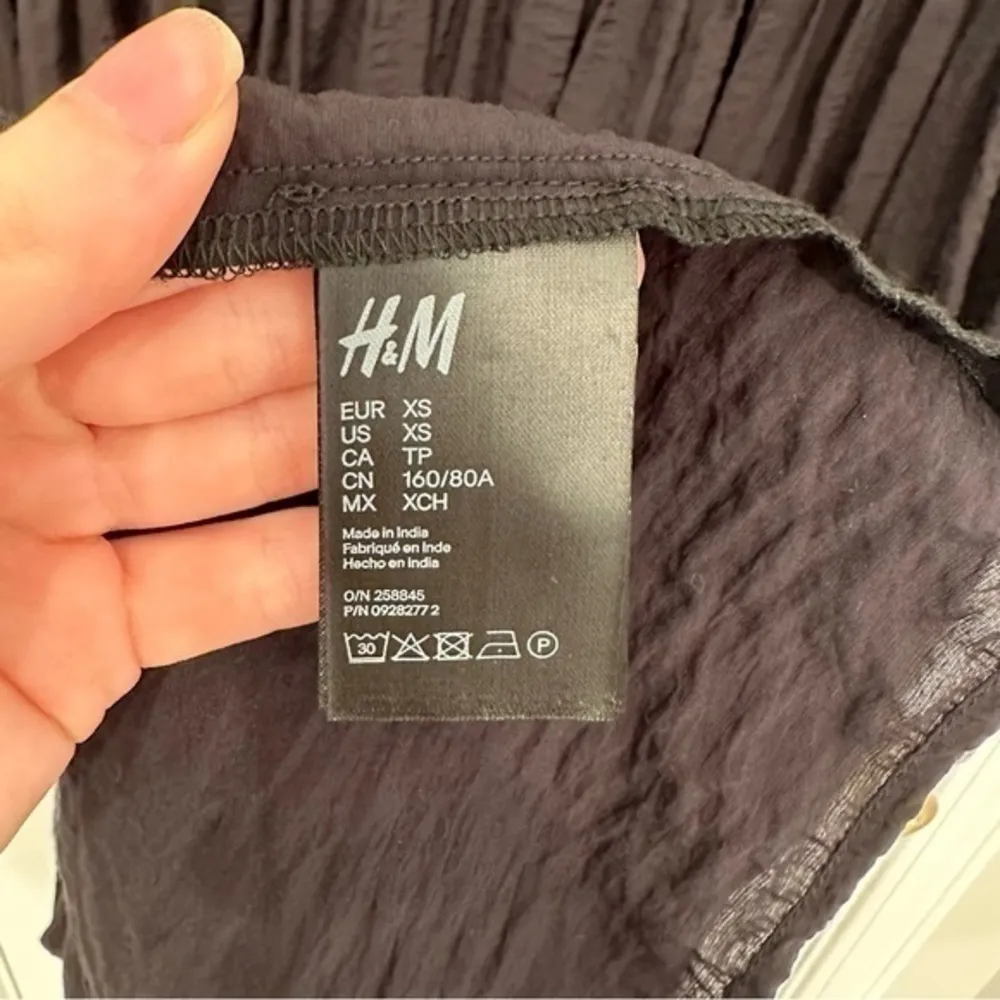 H&M
EUR XS
US XS
CA TP
CN 160/80A
MX XCH
Made in India
Fabriqué en Inde
Hecho en India
O/N 258845
P/N 0928277 2
30
P